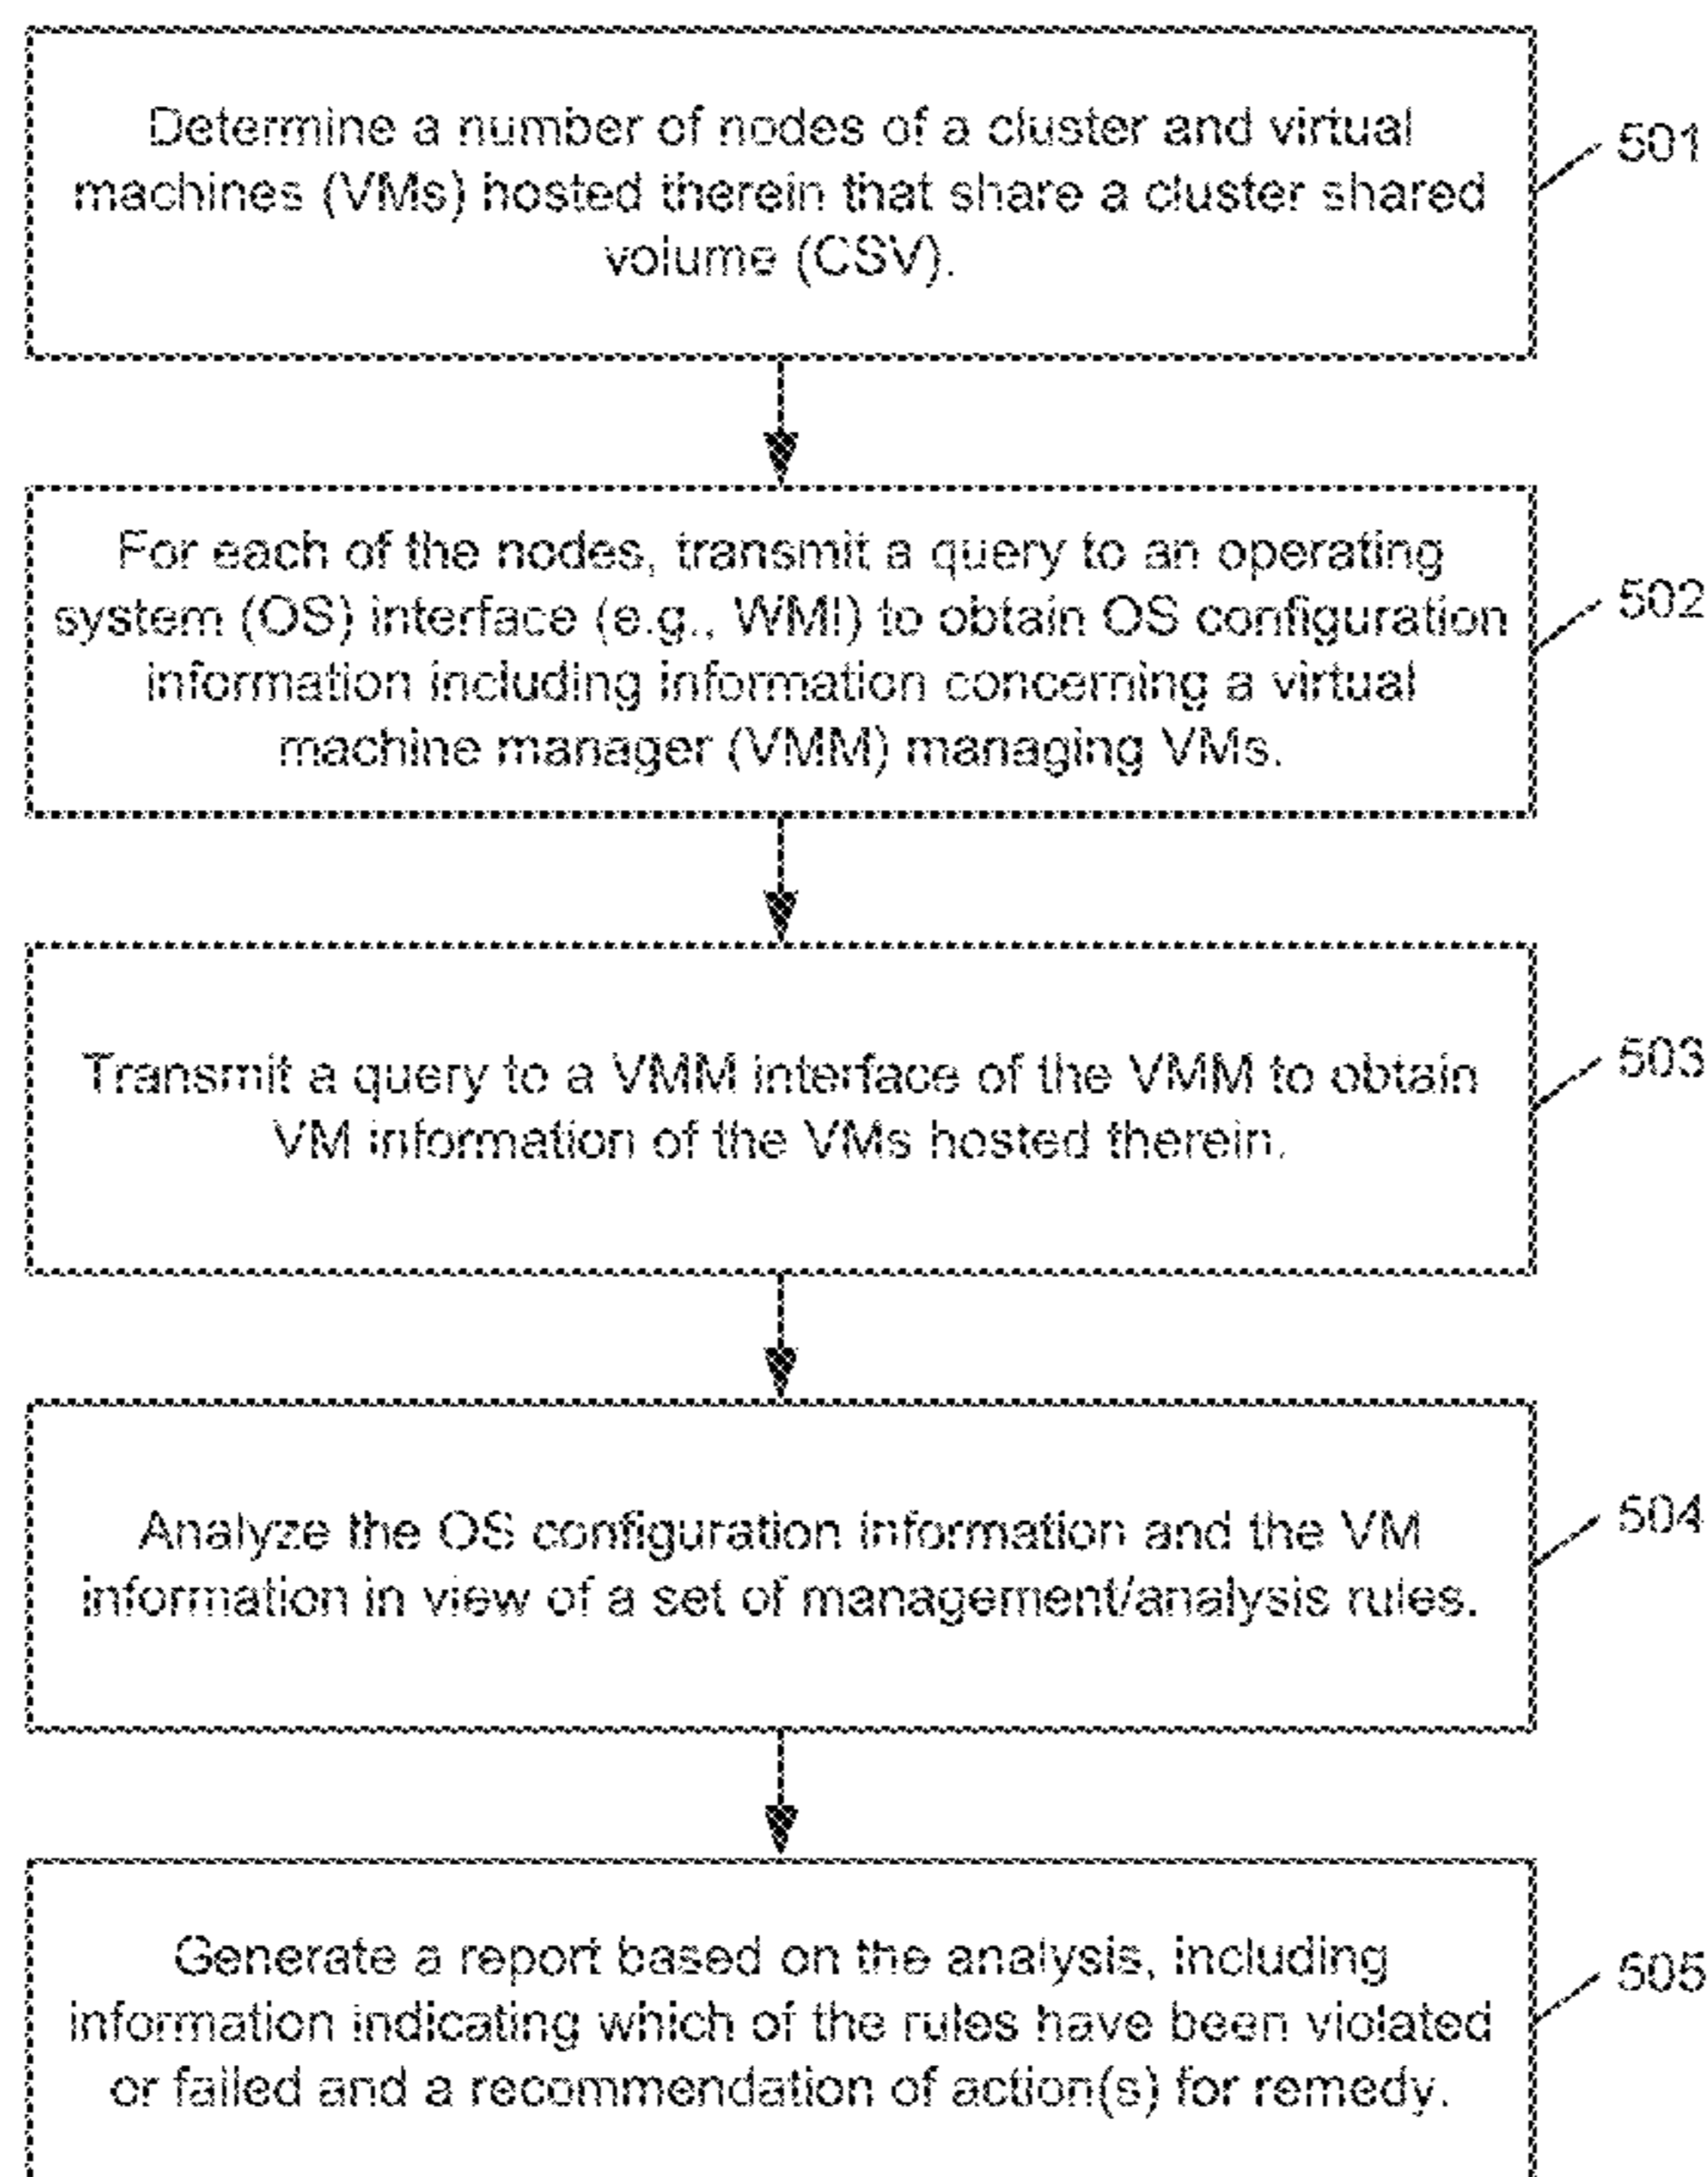 Determine a number of nodes of a cluster and virtual
machines (VMs) hosted therein that share a cluster shared
volume (CSV).
501
For each of the nodes, transmit a query to an operating
system (OS) interface (e.g., WMI) to obtain OS configuration
information including information concerning a virtual
machine manager (VMM) managing VMs.
502
Transmit a query to a VMM interface of the VMM to obtain
VM information of the VMs hosted therein.
503
Analyze the OS configuration information and the VM
information in view of a set of management/analysis rules.
504
Generate a report based on the analysis, including
information indicating which of the rules have been violated
or failed and a recommendation of action(s) for remedy.
505